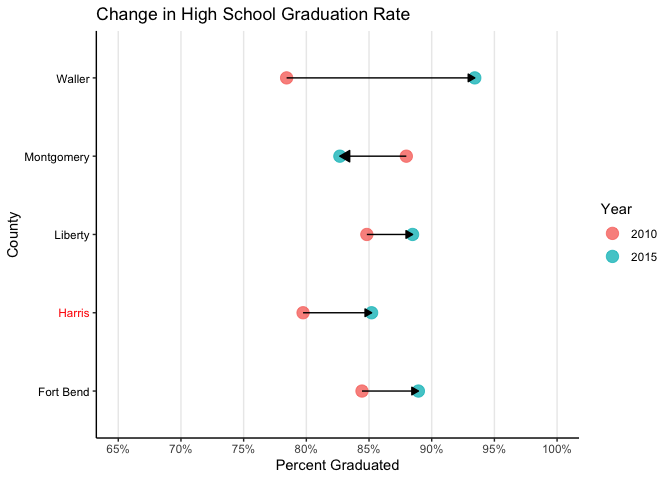 Change in High School Graduation Rate
County
Waller
Montgomery
Liberty
Harris
Fort Bend
65% 70% 75% 80% 85% 90% 95% 100%
Percent Graduated
Year
2010
2015